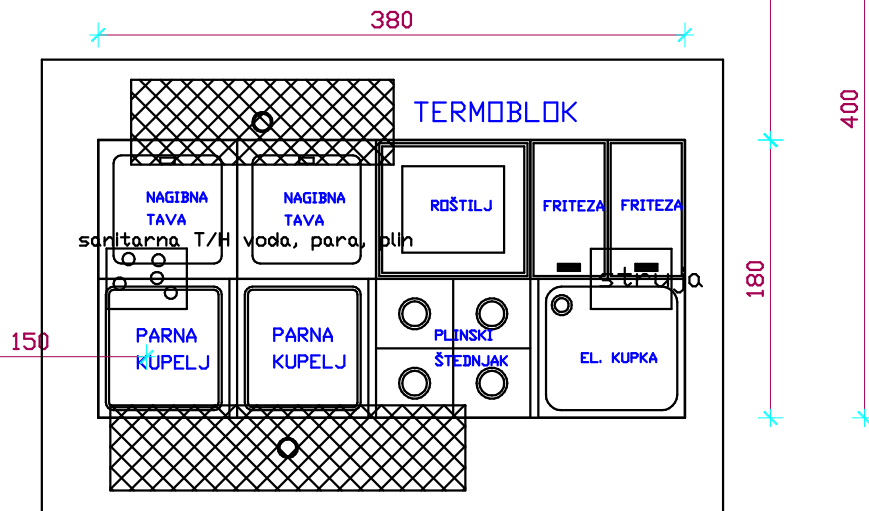 380
TERMOBLOK
400
NAGIBNA
TAVA
NAGIBNA
TAVA
ROŠTILJ
FRITEZA
FRITEZA
sanitarna T/H voda, para, plin
struja
180
150
PARNA
KUPELJ
PARNA
KUPELJ
PLINSKI
ŠTEDNJAK
EL. KUPKA